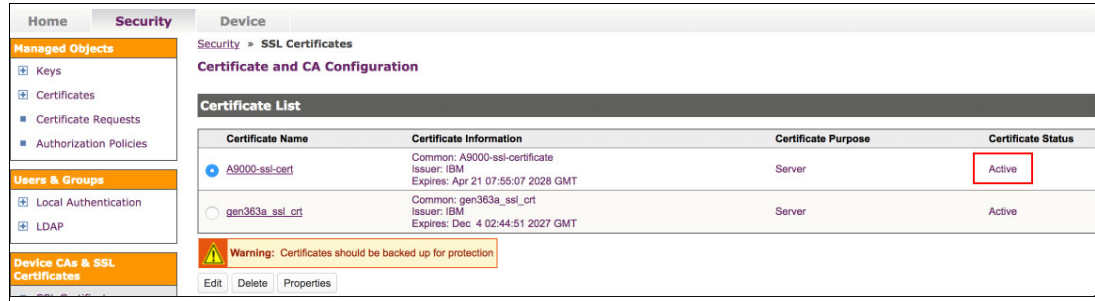 Home Security Device
Managed Objects
Keys
Certificates
Certificate Requests
Authorization Policies
Users & Groups
Local Authentication
LDAP
Device CAs & SSL
Certificates
Security » SSL Certificates
Certificate and CA Configuration
Certificate List
Certificate Name Certificate Information Certificate Purpose Certificate Status
A9000-ssl-cert
Common: A9000-ssl-certificate
Issuer: IBM
Expires: Apr 21 07:55:07 2028 GMT
Server
Active
gen363a_ssl_crt
Common: gen363a_ssl_crt
Issuer: IBM
Expires: Dec 4 02:44:51 2027 GMT
Server
Active
Warning: Certificates should be backed up for protection
Edit Delete Properties